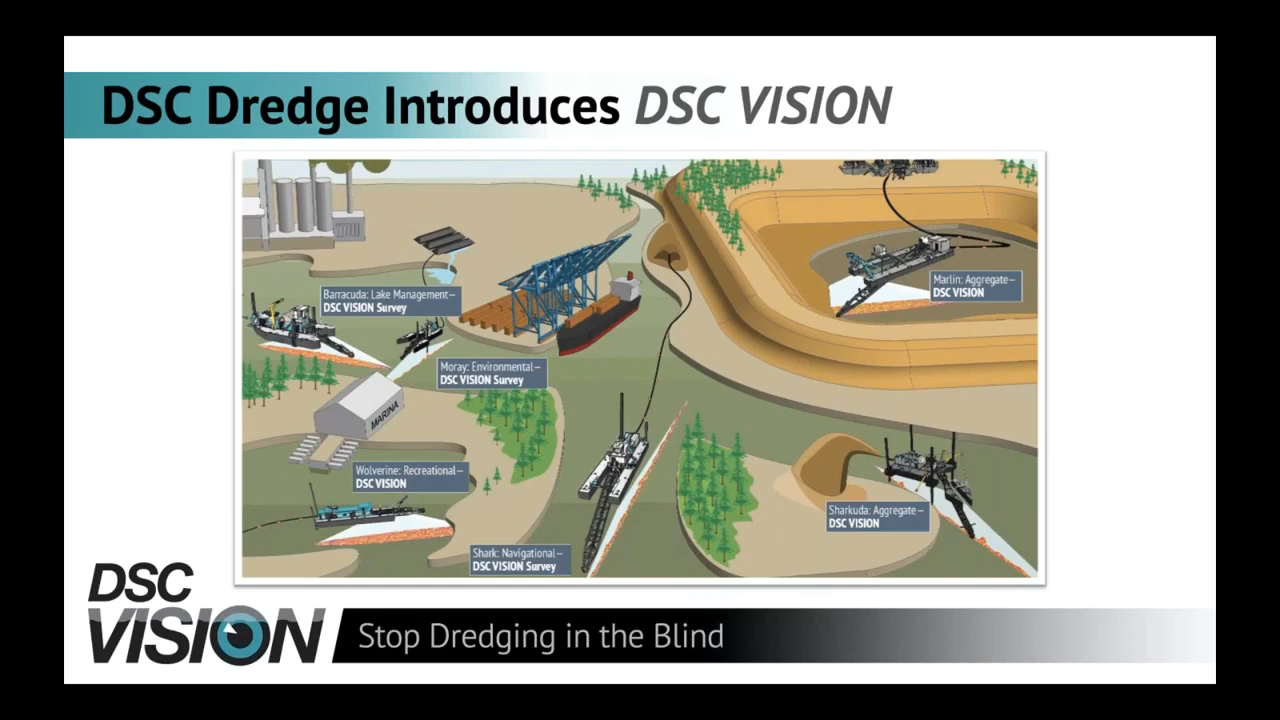 DSC Dredge Introduces DSC VISION
Marlin: Aggregate–
DSC VISION
Barracuda: Lake Management–
DSC VISION Survey
Moray: Environmental–
DSC VISION Survey
MARINA
Wolverine: Recreational–
DSC VISION
Sharkuda: Aggregate–
DSC VISION
Shark: Navigational–
DSC VISION Survey
DSC
VISION
Stop Dredging in the Blind